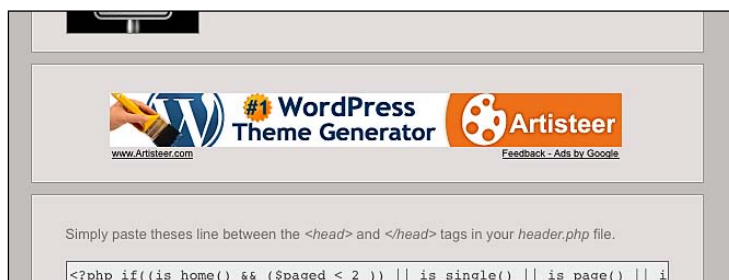 #1 WordPress
Theme Generator
Artisteer
www.Artisteer.com
Feedback - Ads by Google
Simply paste theses line between the <head> and </head> tags in your header.php file.
<?php if((is_home() && ($paged < 2 )) || is_single() || is_page() || i